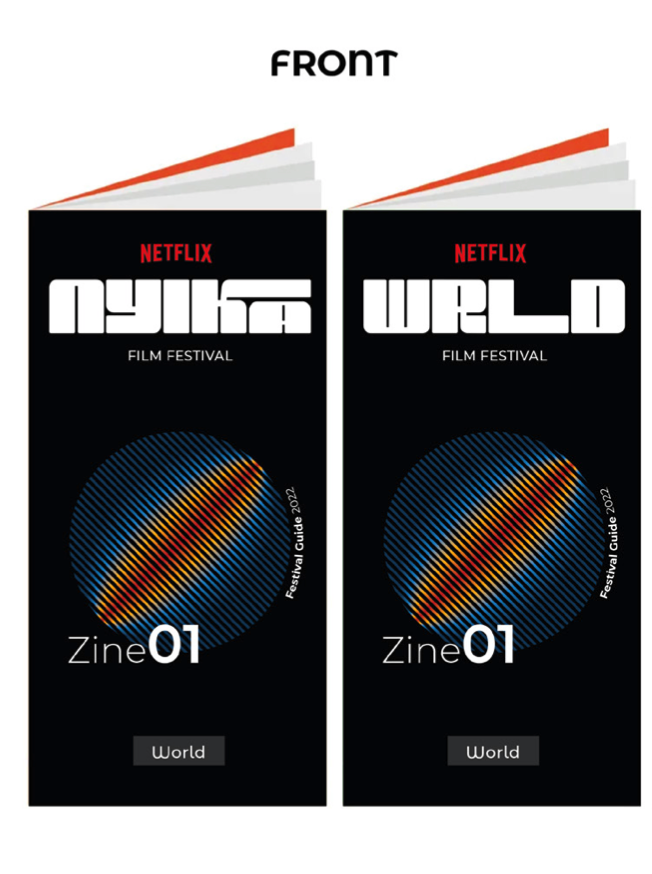 FRONT
NETFLIX
NYIKA
FILM FESTIVAL
Festival Guide 2022
Zine01
World
NETFLIX
WRLD
FILM FESTIVAL
Festival Guide 2022
Zine01
World